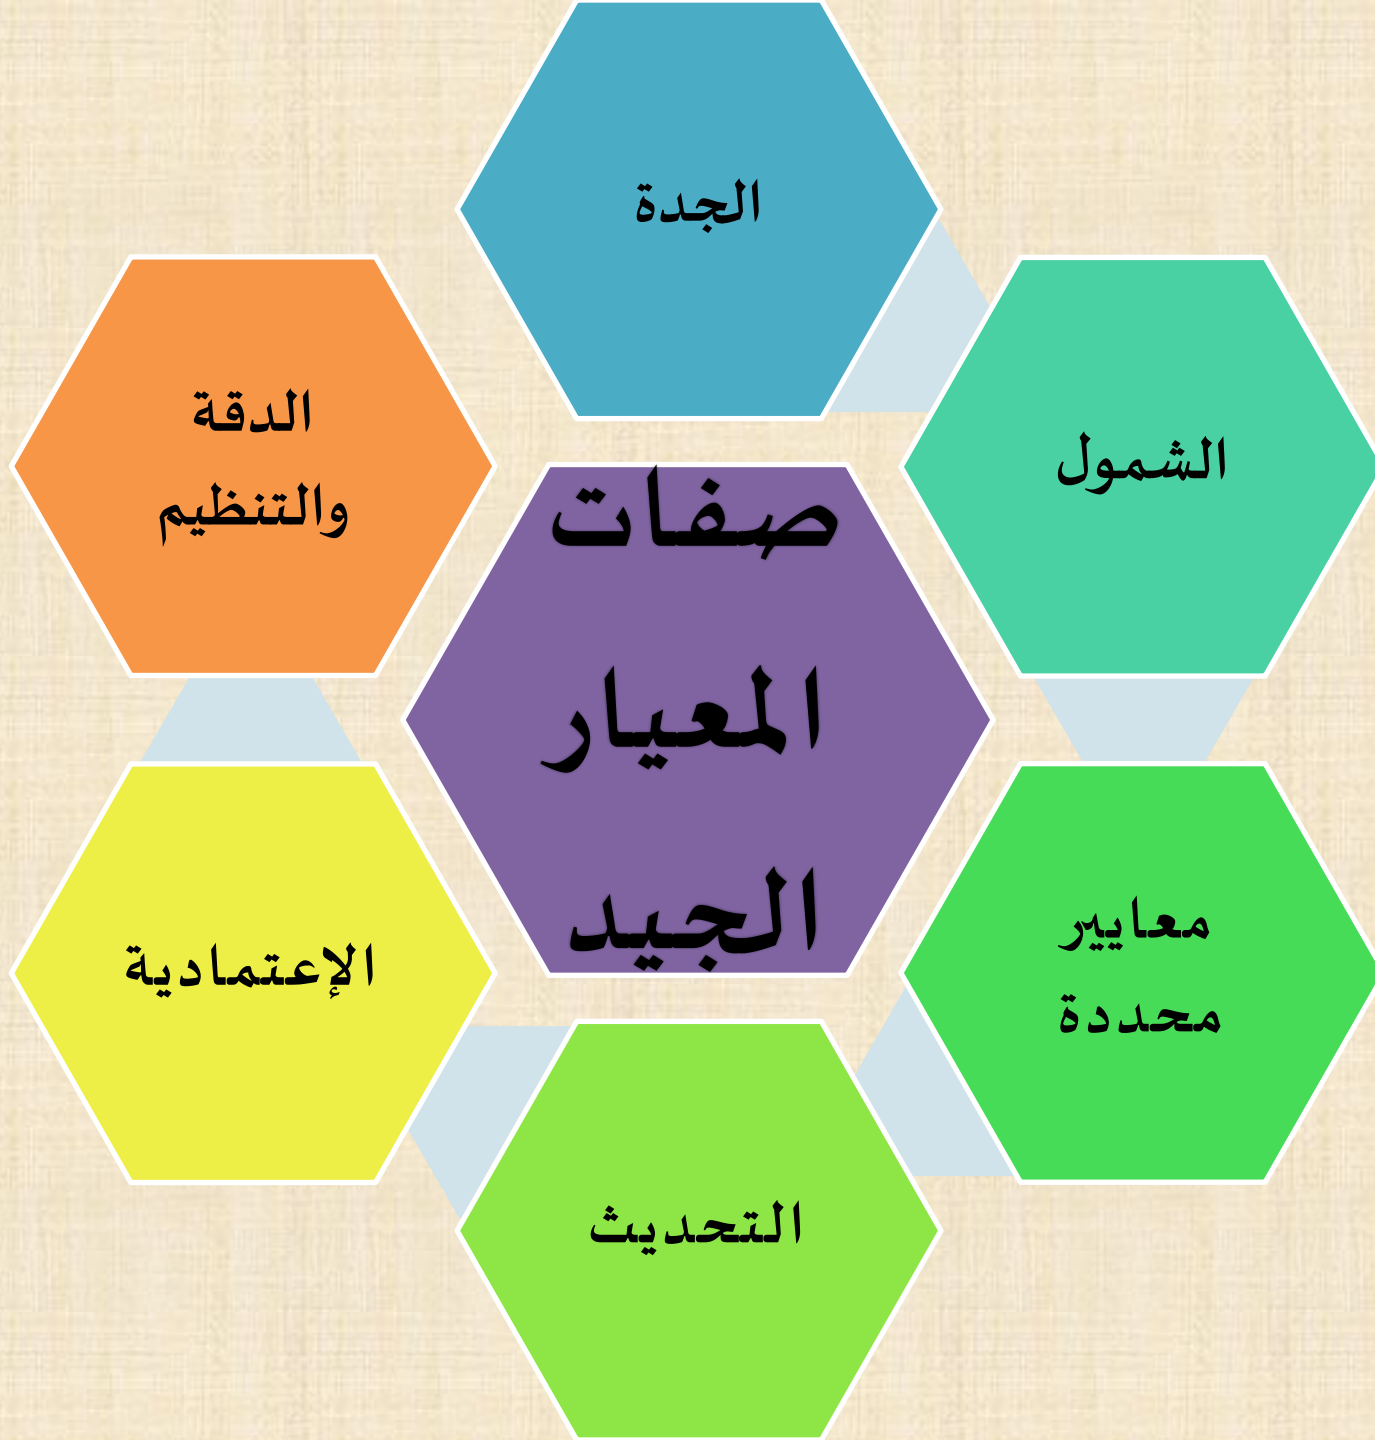 الجدة
الشمول
معايير
محددة
التحديث
الإعتمادية
الدقة
والتنظيم
صفات
المعيار
الجيد